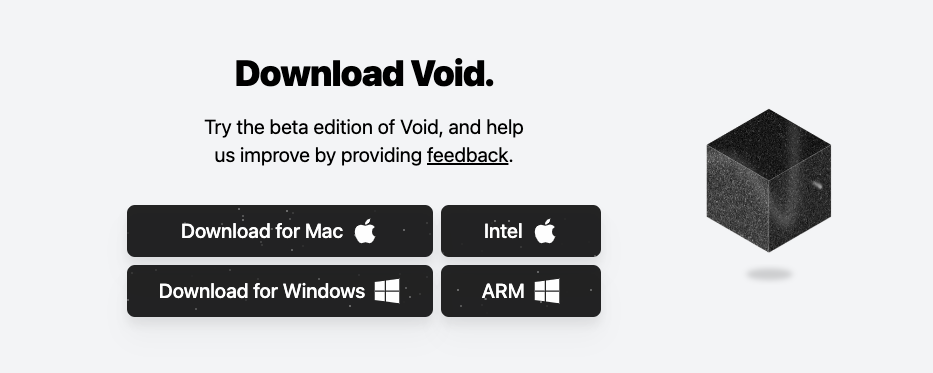 Download Void.
Try the beta edition of Void, and help
us improve by providing feedback.
Download for Mac
Intel
Download for Windows
ARM